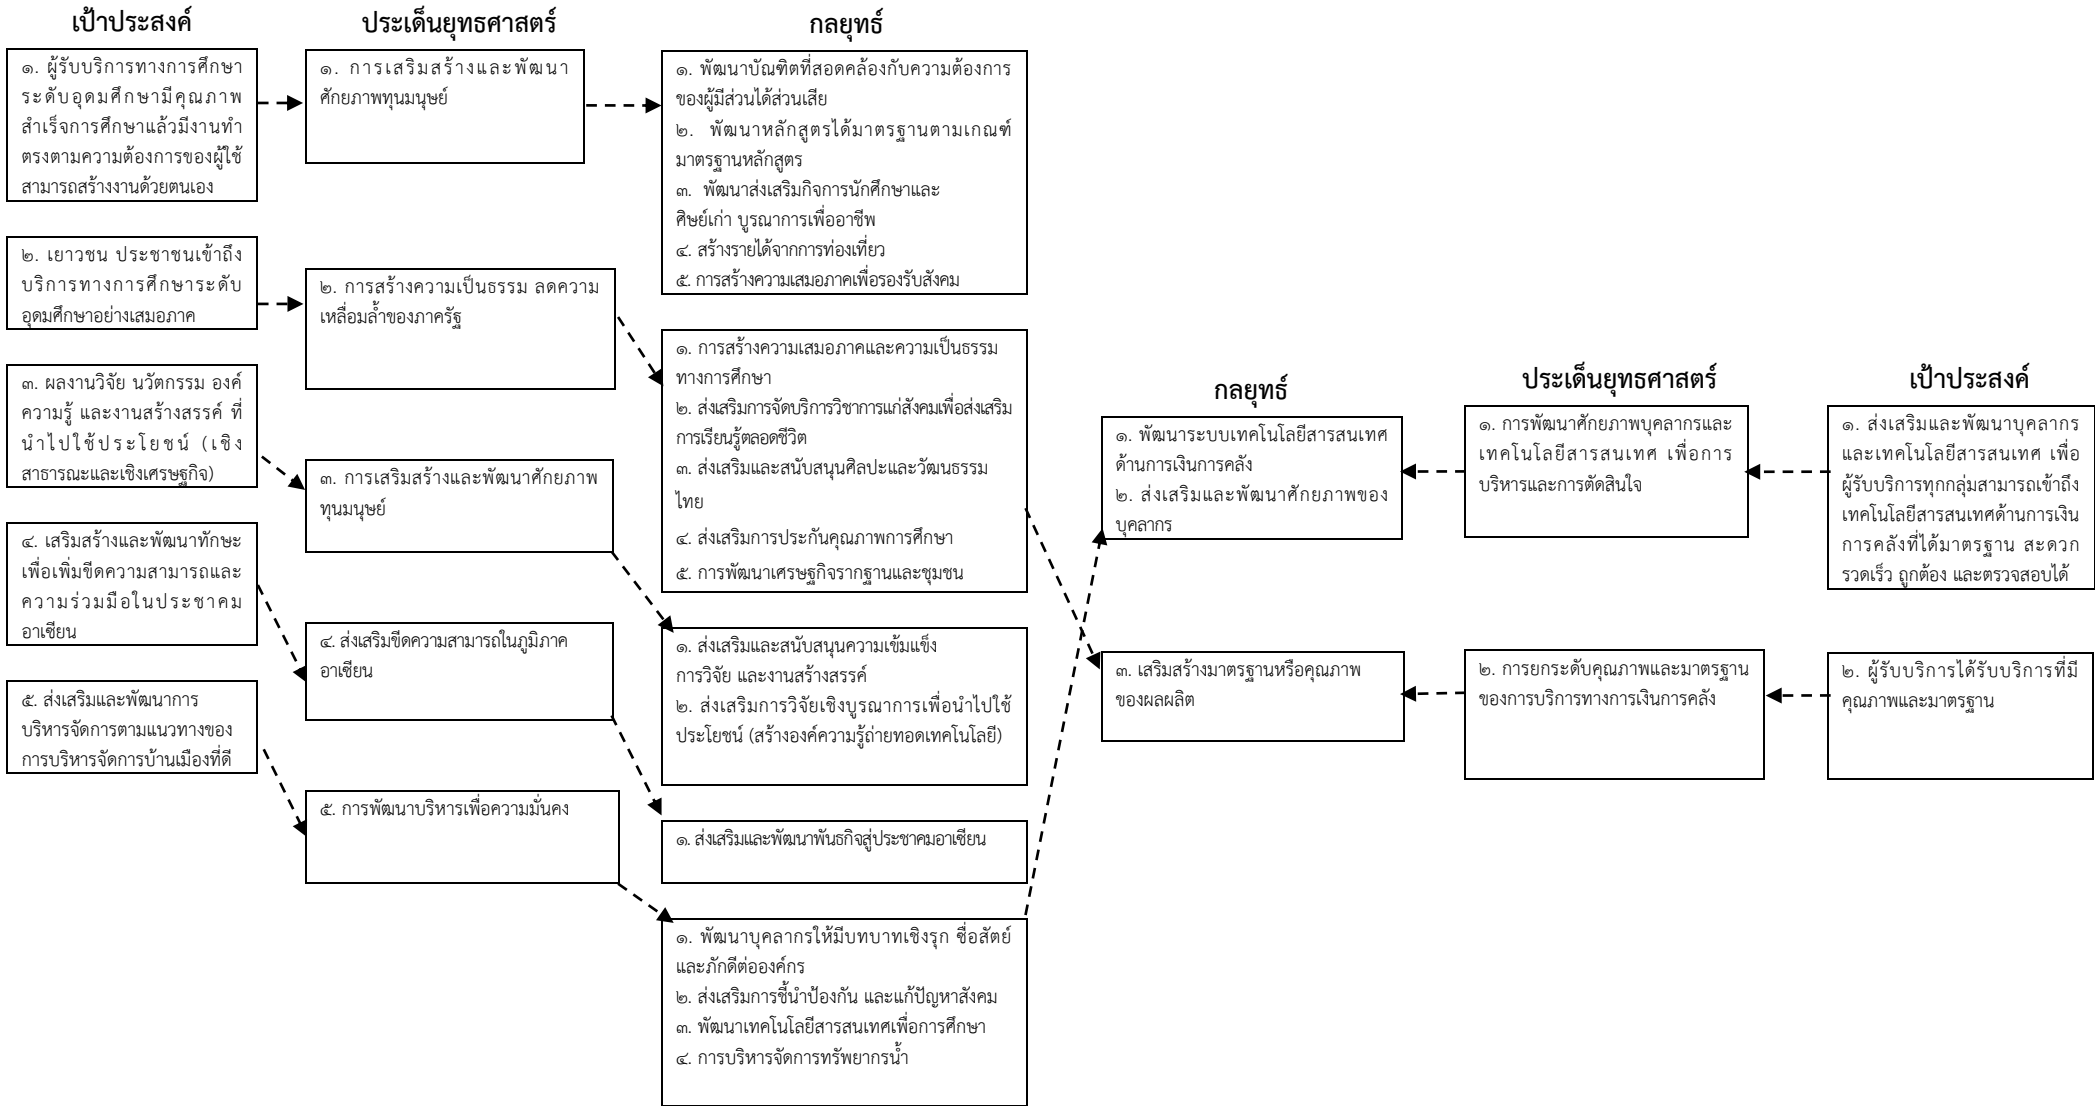 เป้าประสงค์
๑. ผู้รับบริการทางการศึกษา
ระดับอุดมศึกษามีคุณภาพ
สำเร็จการศึกษาแล้วมีงานทำ
ตรงตามความต้องการของผู้ใช้
สามารถสร้างงานด้วยตนเอง
๒. เยาวชน ประชาชนเข้าถึง
บริการทางการศึกษาระดับ
อุดมศึกษาอย่างเสมอภาค
๓. ผลงานวิจัย นวัตกรรม องค์
ความรู้ และงานสร้างสรรค์ ที่
นำไปใช้ประโยชน์ (เชิง
สาธารณะและเชิงเศรษฐกิจ)
๔. เสริมสร้างและพัฒนาทักษะ
เพื่อเพิ่มขีดความสามารถและ
ความร่วมมือในประชาคม
อาเซียน
๕. ส่งเสริมและพัฒนาการ
บริหารจัดการตามแนวทางของ
การบริหารจัดการบ้านเมืองที่ดี
ประเด็นยุทธศาสตร์
๑. การเสริมสร้างและพัฒนา
ศักยภาพทุนมนุษย์
๒. การสร้างความเป็นธรรม ลดความ
เหลื่อมล้ำของภาครัฐ
๓. การเสริมสร้างและพัฒนาศักยภาพ
ทุนมนุษย์
๔. ส่งเสริมขีดความสามารถในภูมิภาค
อาเซียน
๕. การพัฒนาบริหารเพื่อความมั่นคง
กลยุทธ์
๑. พัฒนาบัณฑิตที่สอดคล้องกับความต้องการ
ของผู้มีส่วนได้ส่วนเสีย
๒. พัฒนาหลักสูตรได้มาตรฐานตามเกณฑ์
มาตรฐานหลักสูตร
๓. พัฒนาส่งเสริมกิจการนักศึกษาและ
ศิษย์เก่า บูรณาการเพื่ออาชีพ
๔. สร้างรายได้จากการท่องเที่ยว
๕. การสร้างความเสมอภาคเพื่อรองรับสังคม
๑. การสร้างความเสมอภาคและความเป็นธรรม
ทางการศึกษา
๒. ส่งเสริมการจัดบริการวิชาการแก่สังคมเพื่อส่งเสริม
การเรียนรู้ตลอดชีวิต
๓. ส่งเสริมและสนับสนุนศิลปะและวัฒนธรรม
ไทย
๔. ส่งเสริมการประกันคุณภาพการศึกษา
๕. การพัฒนาเศรษฐกิจรากฐานและชุมชน
๑. ส่งเสริมและสนับสนุนความเข้มแข็ง
การวิจัย และงานสร้างสรรค์
๒. ส่งเสริมการวิจัยเชิงบูรณาการเพื่อนำไปใช้
ประโยชน์ (สร้างองค์ความรู้ถ่ายทอดเทคโนโลยี)
๑. ส่งเสริมและพัฒนาพันธกิจสู่ประชาคมอาเซียน
๑. พัฒนาบุคลากรให้มีบทบาทเชิงรุก ซื่อสัตย์
และภักดีต่อองค์กร
๒. ส่งเสริมการชี้นำป้องกัน และแก้ปัญหาสังคม
๓. พัฒนาเทคโนโลยีสารสนเทศเพื่อการศึกษา
๔. การบริหารจัดการทรัพยากรน้ำ
กลยุทธ์
๑. พัฒนาระบบเทคโนโลยีสารสนเทศ
ด้านการเงินการคลัง
๒. ส่งเสริมและพัฒนาศักยภาพของ
บุคลากร
๓. เสริมสร้างมาตรฐานหรือคุณภาพ
ของผลผลิต
ประเด็นยุทธศาสตร์
๑. การพัฒนาศักยภาพบุคลากรและ
เทคโนโลยีสารสนเทศ เพื่อการ
บริหารและการตัดสินใจ
๒. การยกระดับคุณภาพและมาตรฐาน
ของการบริการทางการเงินการคลัง
เป้าประสงค์
๑. ส่งเสริมและพัฒนาบุคลากร
และเทคโนโลยีสารสนเทศ เพื่อ
ผู้รับบริการทุกกลุ่มสามารถเข้าถึง
เทคโนโลยีสารสนเทศด้านการเงิน
การคลังที่ได้มาตรฐาน สะดวก
รวดเร็ว ถูกต้อง และตรวจสอบได้
๒. ผู้รับบริการได้รับบริการที่มี
คุณภาพและมาตรฐาน